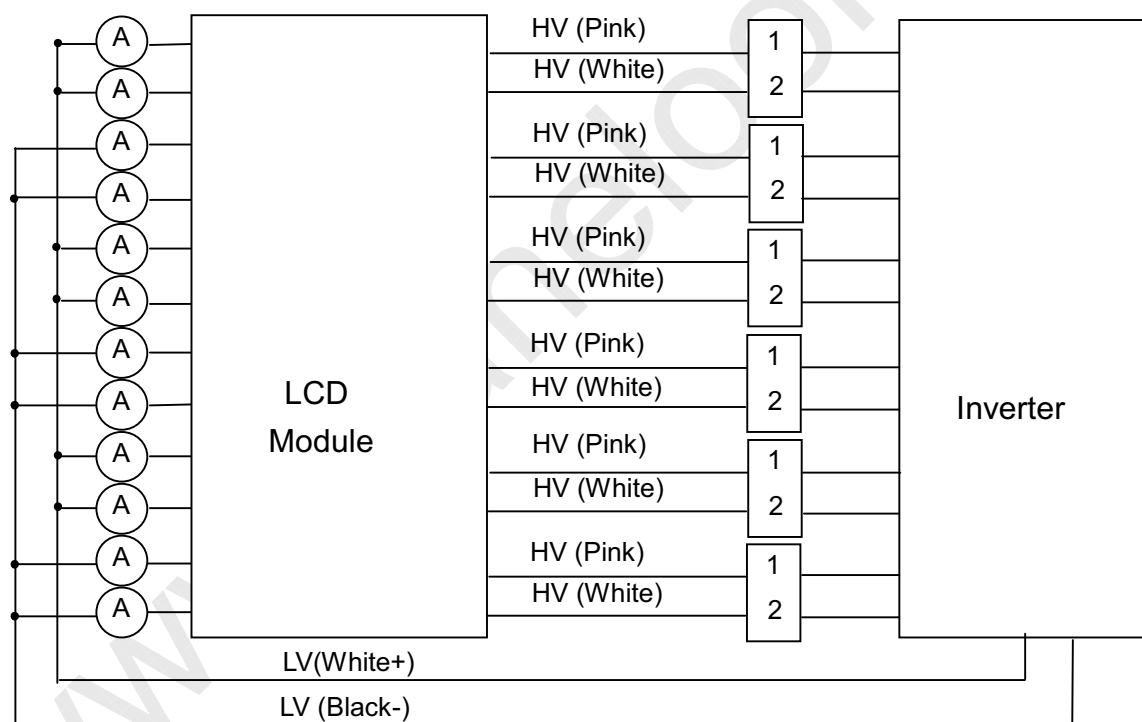 A
HV (Pink)
1
A
HV (White)
2
A
HV (Pink)
1
A
HV (White)
2
A
HV (Pink)
1
A
HV (White)
2
A
HV (Pink)
1
LCD
A
HV (White)
2
Inverter
Module
A
HV (Pink)
1
A
HV (White)
2
A
HV (Pink)
1
A
HV (White)
2
LV(White+)
LV (Black-)